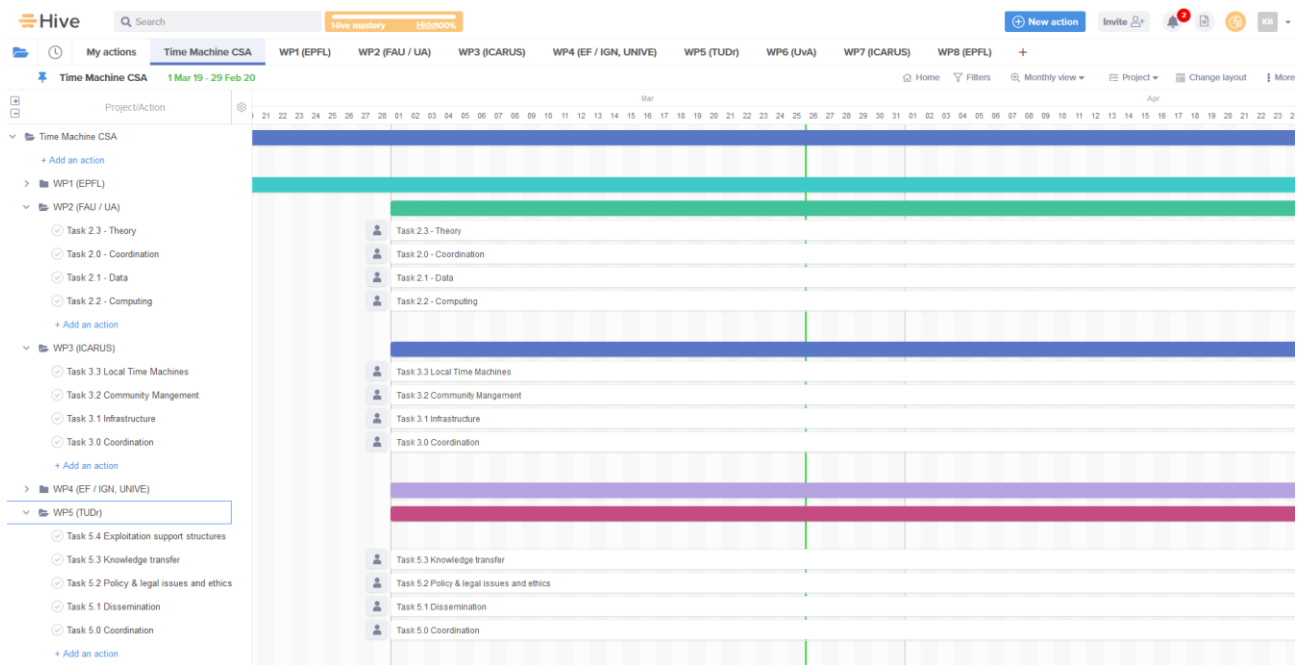 Hive Search Hive mastery Hide 100% New action Invite 2 KB
My actions Time Machine CSA WP1 (EPFL) WP2 (FAU / UA) WP3 (ICARUS) WP4 (EF / IGN, UNIVE) WP5 (TUDr) WP6 (UvA) WP7 (ICARUS) WP8 (EPFL) +
Time Machine CSA 1 Mar 19 - 29 Feb 20 Home Filters Monthly view Project Change layout More
Project/Action Mar Apr
21 22 23 24 25 26 27 28 01 02 03 04 05 06 07 08 09 10 11 12 13 14 15 16 17 18 19 20 21 22 23 24 25 26 27 28 29 30 31 01 02 03 04 05 06 07 08 09 10 11 12 13 14 15 16 17 18 19 20 21 22 23
Time Machine CSA
+ Add an action
WP1 (EPFL)
WP2 (FAU / UA)
Task 2.3 - Theory Task 2.3 - Theory
Task 2.0 - Coordination Task 2.0 - Coordination
Task 2.1 - Data Task 2.1 - Data
Task 2.2 - Computing Task 2.2 - Computing
+ Add an action
WP3 (ICARUS)
Task 3.3 Local Time Machines Task 3.3 Local Time Machines
Task 3.2 Community Mangement Task 3.2 Community Mangement
Task 3.1 Infrastructure Task 3.1 Infrastructure
Task 3.0 Coordination Task 3.0 Coordination
+ Add an action
WP4 (EF / IGN, UNIVE)
WP5 (TUDr)
Task 5.4 Exploitation support structures
Task 5.3 Knowledge transfer Task 5.3 Knowledge transfer
Task 5.2 Policy & legal issues and ethics Task 5.2 Policy & legal issues and ethics
Task 5.1 Dissemination Task 5.1 Dissemination
Task 5.0 Coordination Task 5.0 Coordination
+ Add an action